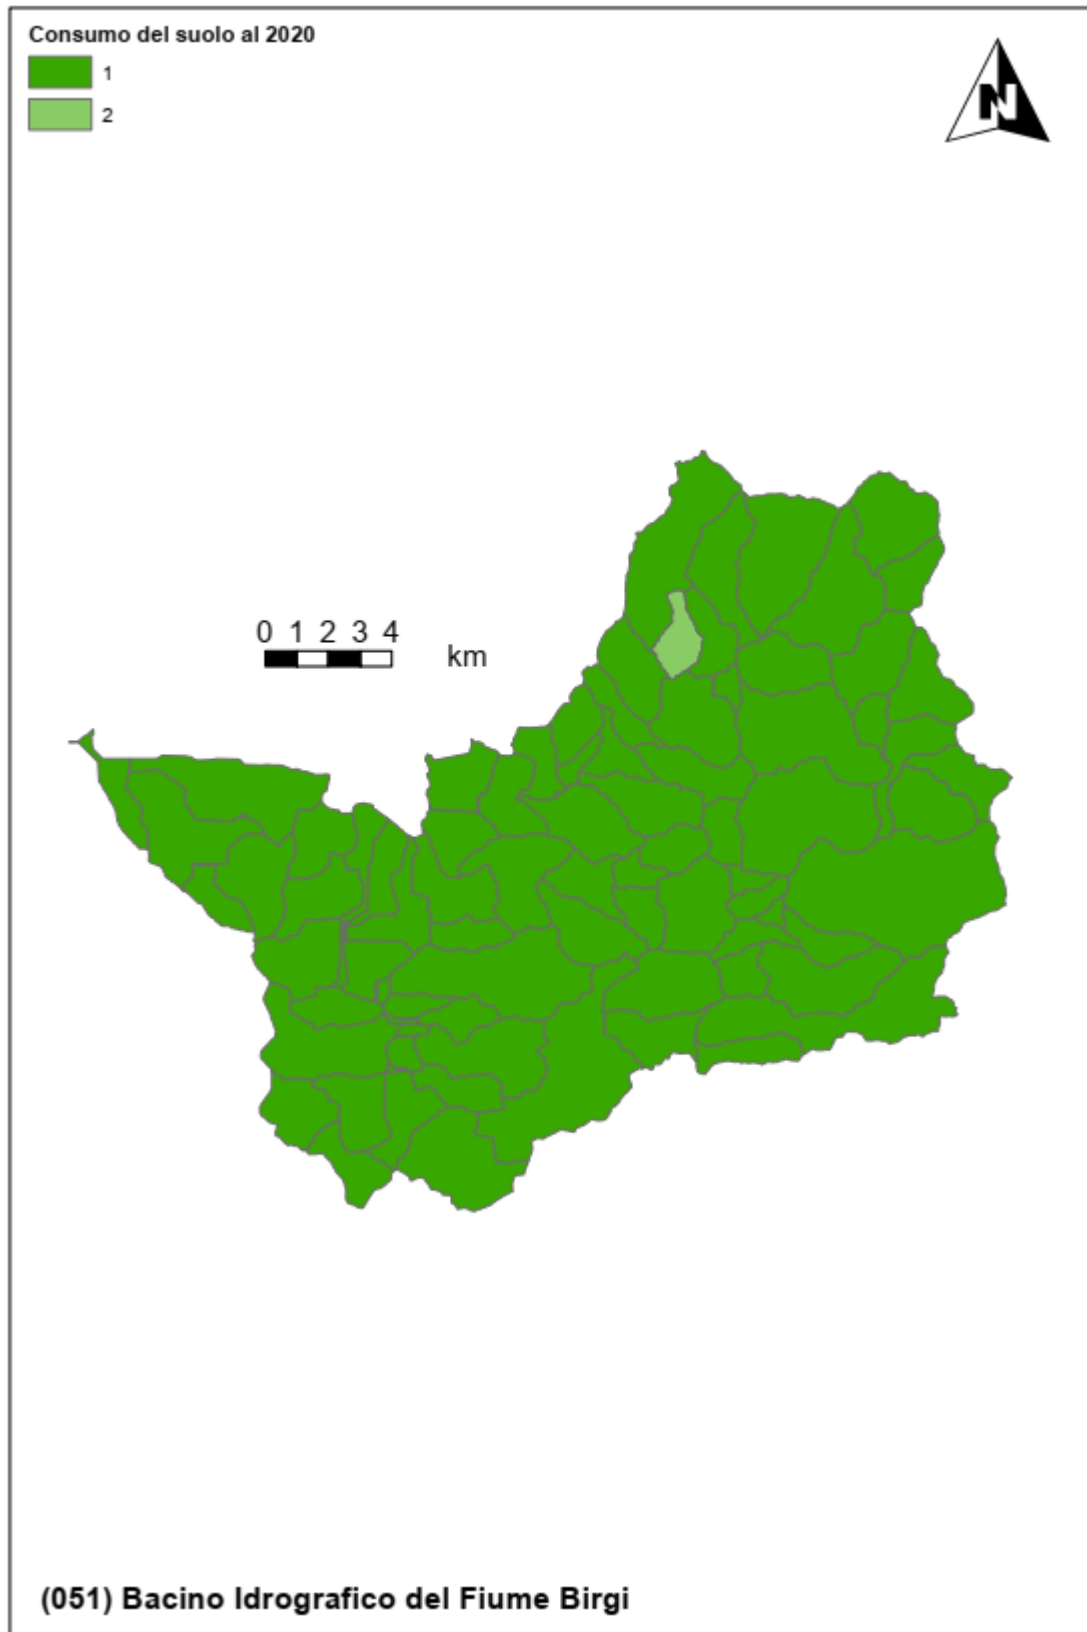 Consumo del suolo al 2020
1
2
N
0 1 2 3 4
km
(051) Bacino Idrografico del Fiume Birgi